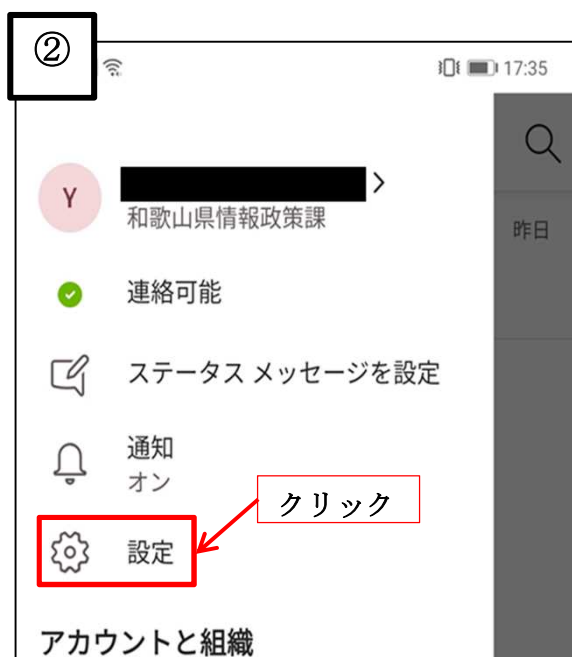 ②
17:35
Y
和歌山県情報政策課
昨日
連絡可能
ステータス メッセージを設定
通知
オン
クリック
設定
アカウントと組織